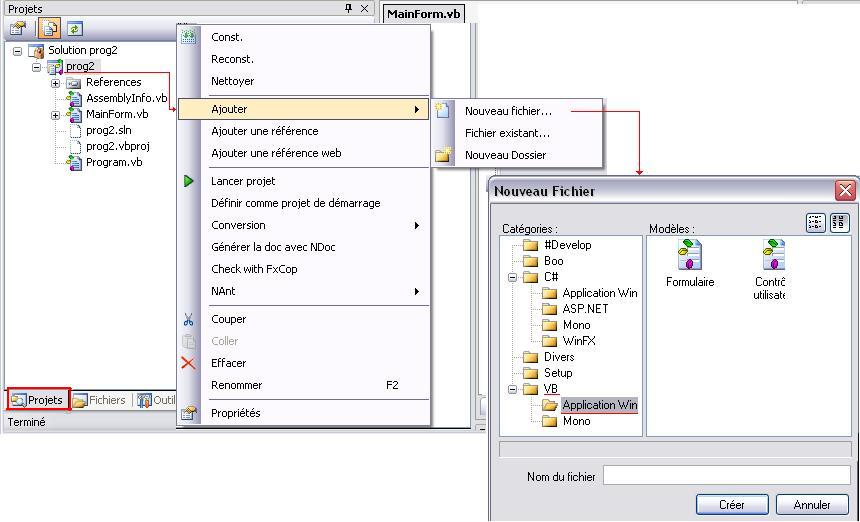 Projets
MainForm.vb
Solution prog2
prog2
References
AssemblyInfo.vb
MainForm.vb
prog2.sln
prog2.vbproj
Program.vb
Projets
Fichiers
Outil
Terminé
Const.
Reconst.
Nettoyer
Ajouter
Ajouter une référence
Ajouter une référence web
Lancer projet
Définir comme projet de démarrage
Conversion
Générer la doc avec NDoc
Check with FxCop
NAnt
Couper
Coller
Effacer
Renommer F2
Propriétés
Nouveau fichier...
Fichier existant...
Nouveau Dossier
Nouveau Fichier
Catégories :
#Develop
Boo
C#
Application Win
ASP.NET
Mono
WinFX
Divers
Setup
VB
Application Win
Mono
Modèles :
Formulaire
Contrô
utilisate
Nom du fichier
Créer
Annuler